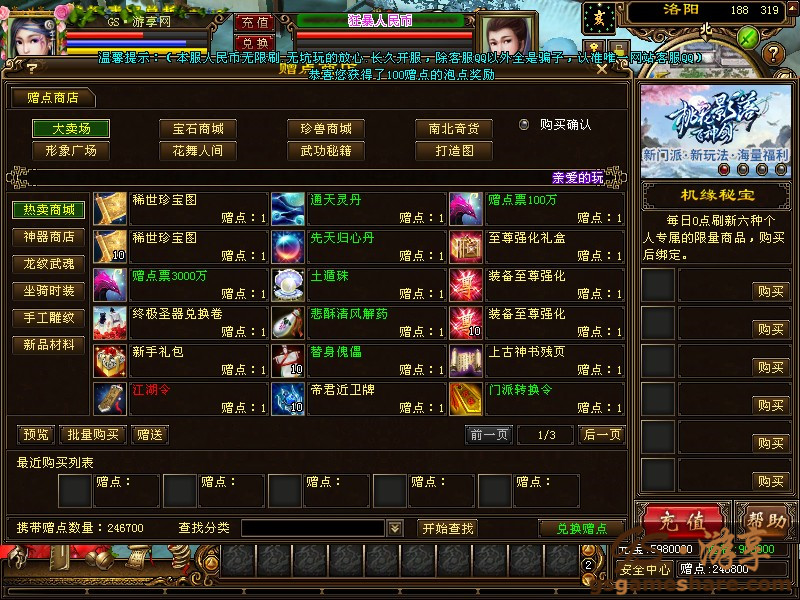 GS·游享网
充值
兑换
狂暴人民币
亥
洛阳
188 319
北
温馨提示：(本服人民币无限刷 无坑玩的放心 长久开服，除客服QQ以外全是骗子，认准唯一网站客服QQ)
恭喜您获得了100赠点的泡点奖励
赠点商店
大卖场
宝石商城
珍兽商城
南北奇货
购买确认
形象广场
花舞人间
武功秘籍
打造图
亲爱的玩
热卖商城
神器商店
龙纹武魂
坐骑时装
手工雕纹
新品材料
稀世珍宝图
赠点：1
通天灵丹
赠点：1
赠点票100万
赠点：1
稀世珍宝图
10
赠点：1
先天归心丹
赠点：1
至尊强化礼盒
赠点：1
赠点票3000万
赠点：1
土遁珠
赠点：1
装备至尊强化
赠点：1
终极圣器兑换卷
赠点：1
悲酥清风解药
赠点：1
装备至尊强化
10
赠点：1
新手礼包
赠点：1
替身傀儡
10
赠点：1
上古神书残页
赠点：1
江湖令
赠点：1
帝君近卫牌
10
赠点：1
门派转换令
赠点：1
预览
批量购买
赠送
前一页
1/3
后一页
最近购买列表
赠点：
赠点：
赠点：
赠点：
赠点：
携带赠点数量：246700
查找分类
开始查找
兑换赠点
新门派·新玩法·海量福利
机缘秘宝
每日0点刷新六种个
人专属的限量商品，购买
后绑定。
购买
购买
购买
购买
购买
购买
充值
帮助
安全中心
2
游享
gsgameshare.com